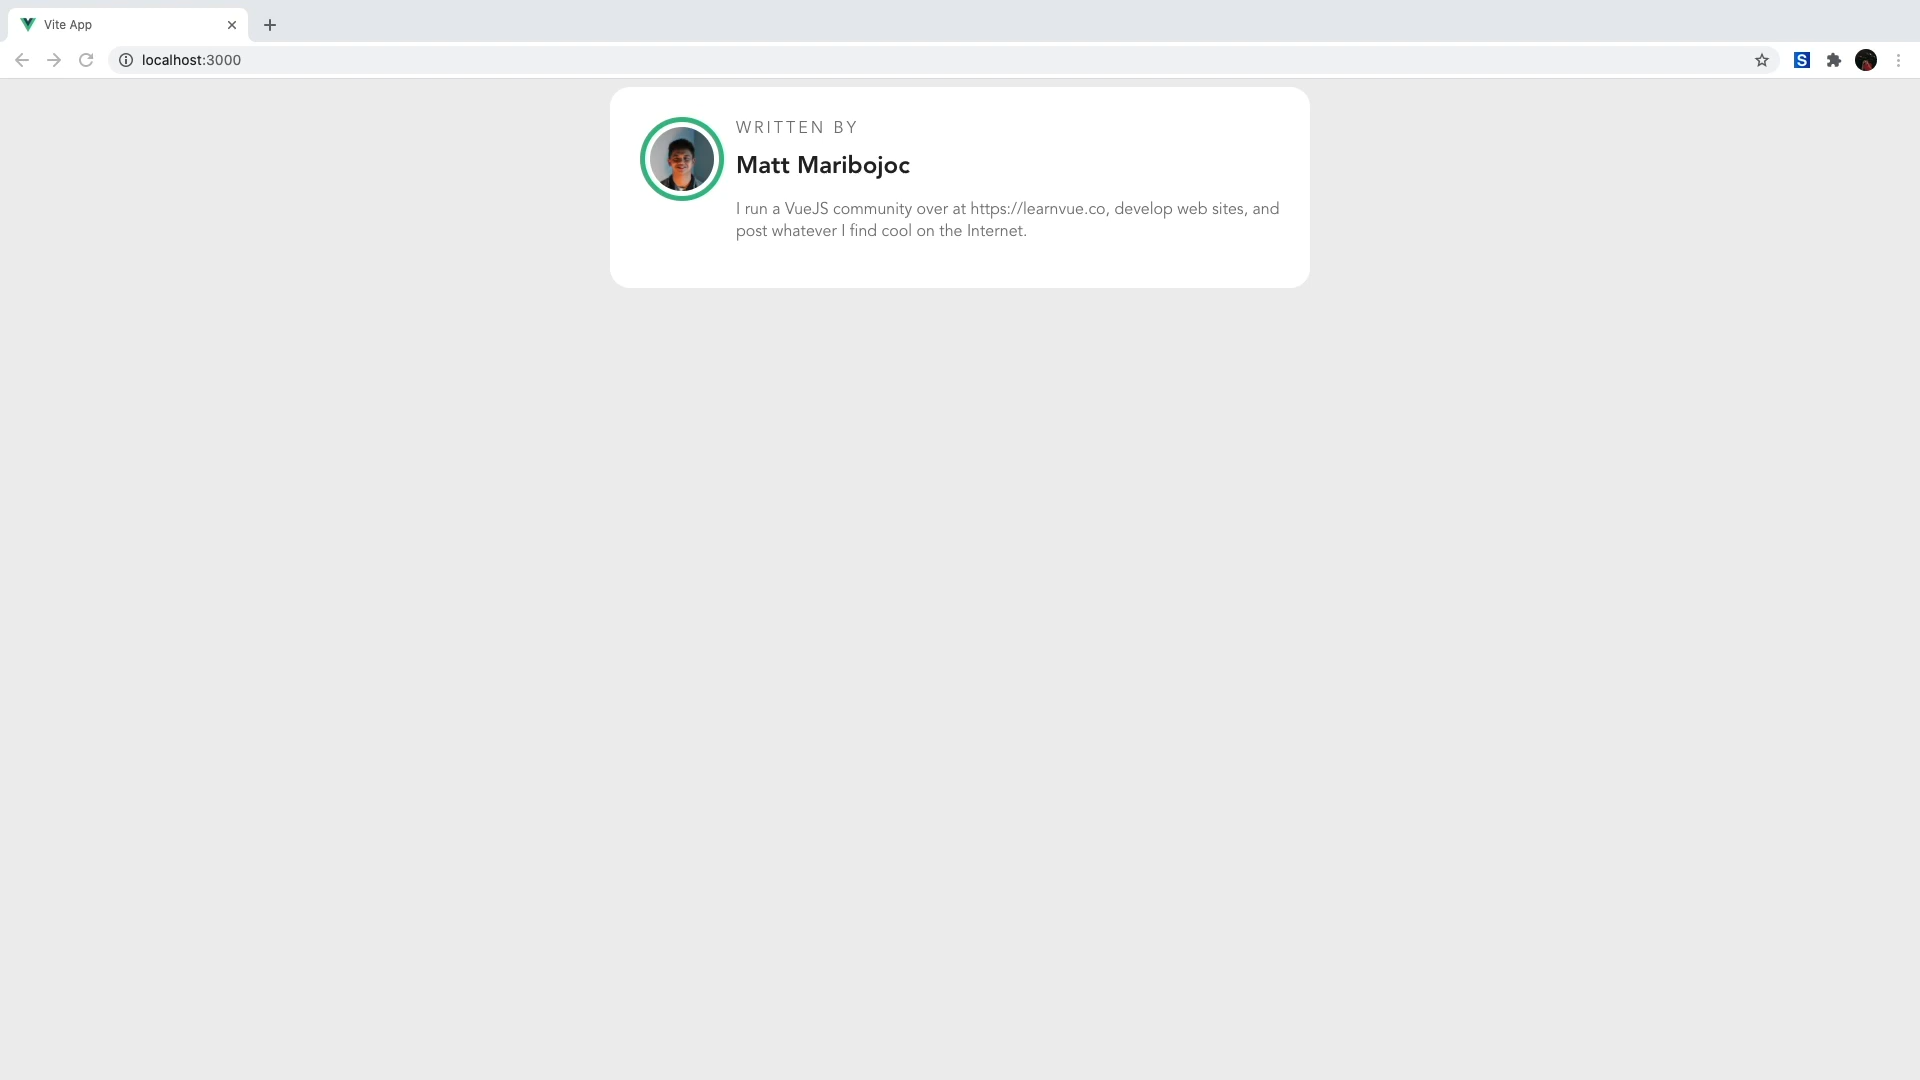 Vite App
localhost:3000
S
WRITTEN BY
Matt Maribojoc
I run a VueJS community over at https://learnvue.co, develop web sites, and
post whatever I find cool on the Internet.